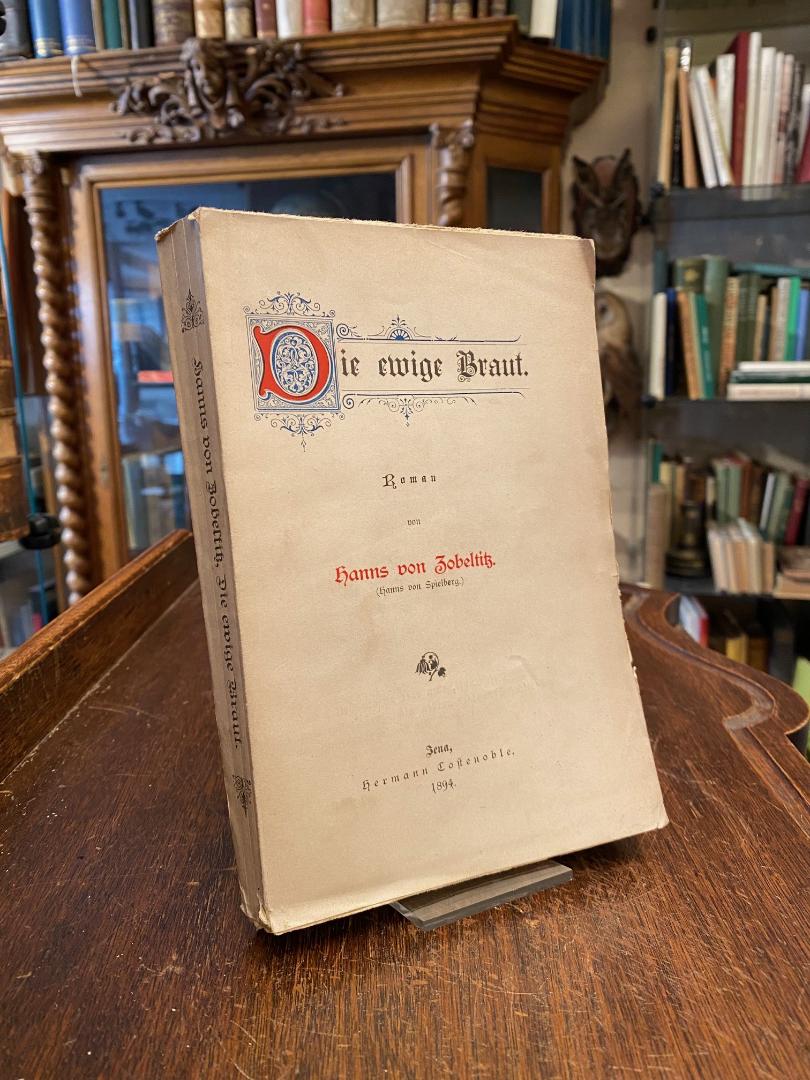 Die ewige Braut.
Roman
von
Hanns von Zobeltitz.
(Hanns von Spielberg.)
Jena,
Hermann Costenoble.
1894.
Hanns von Zobeltitz, Die ewige Braut.